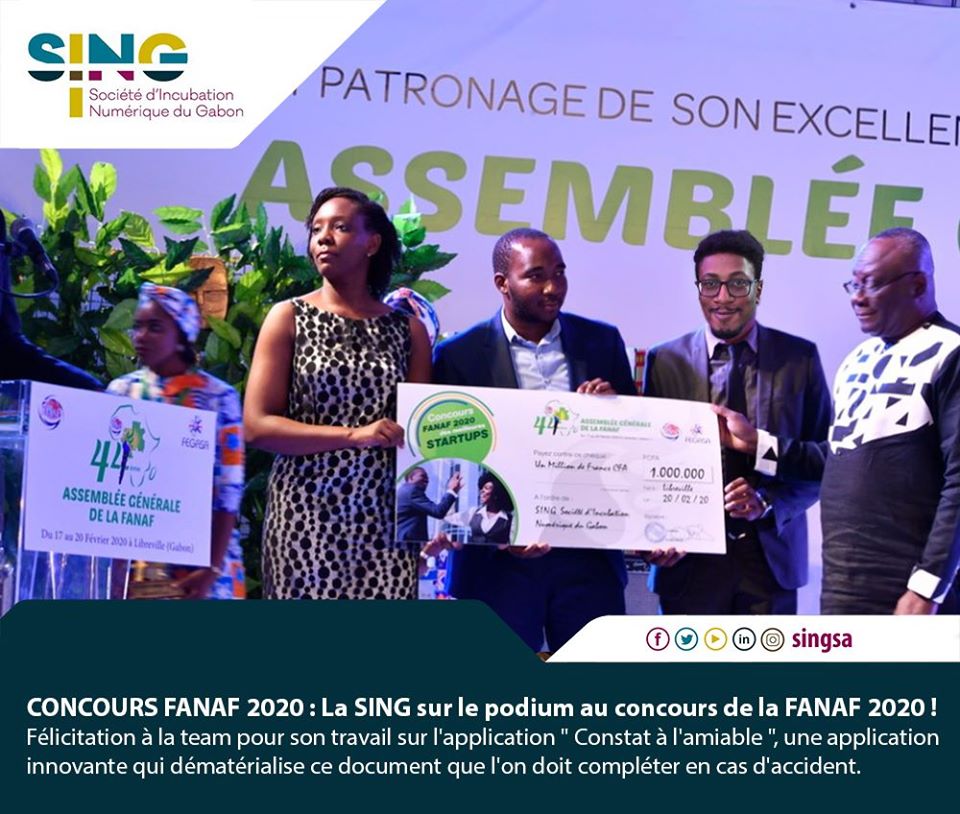 SING
Société d'Incubation
Numérique du Gabon
PATRONAGE DE SON EXCELLEN
ASSEMBLÉE
44
ASSEMBLÉE GÉNÉRALE
DE LA FANAF
Du 17 au 20 Février 2020 à Libreville (Gabon)
FEGASA
Concours
FANAF 2020
des meilleures
STARTUPS
44
ASSEMBLÉE GÉNÉRALE
DE LA FANAF
FEGASA
Payez contre ce chèque
FCFA
Un Million de Francs CFA
1.000.000
Libreville
20 / 02 / 20
A l'ordre de :
SING Société d'Incubation
Numérique du Gabon
singsa
CONCOURS FANAF 2020 : La SING sur le podium au concours de la FANAF 2020 !
Félicitation à la team pour son travail sur l'application " Constat à l'amiable ", une application
innovante qui dématérialise ce document que l'on doit compléter en cas d'accident.